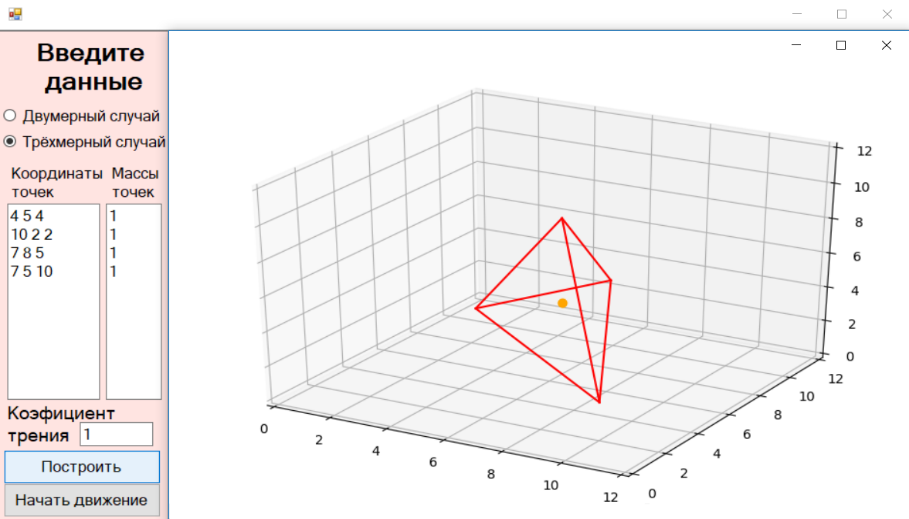 Введите
данные
Двумерный случай
Трёхмерный случай
Координаты Массы
точек точек
4 5 4 1
10 2 2 1
7 8 5 1
7 5 10 1
Коэфициент
трения 1
Построить
Начать движение
12
10
8
6
4
2
0
12
10
8
6
4
2
0
0
2
4
6
8
10
12